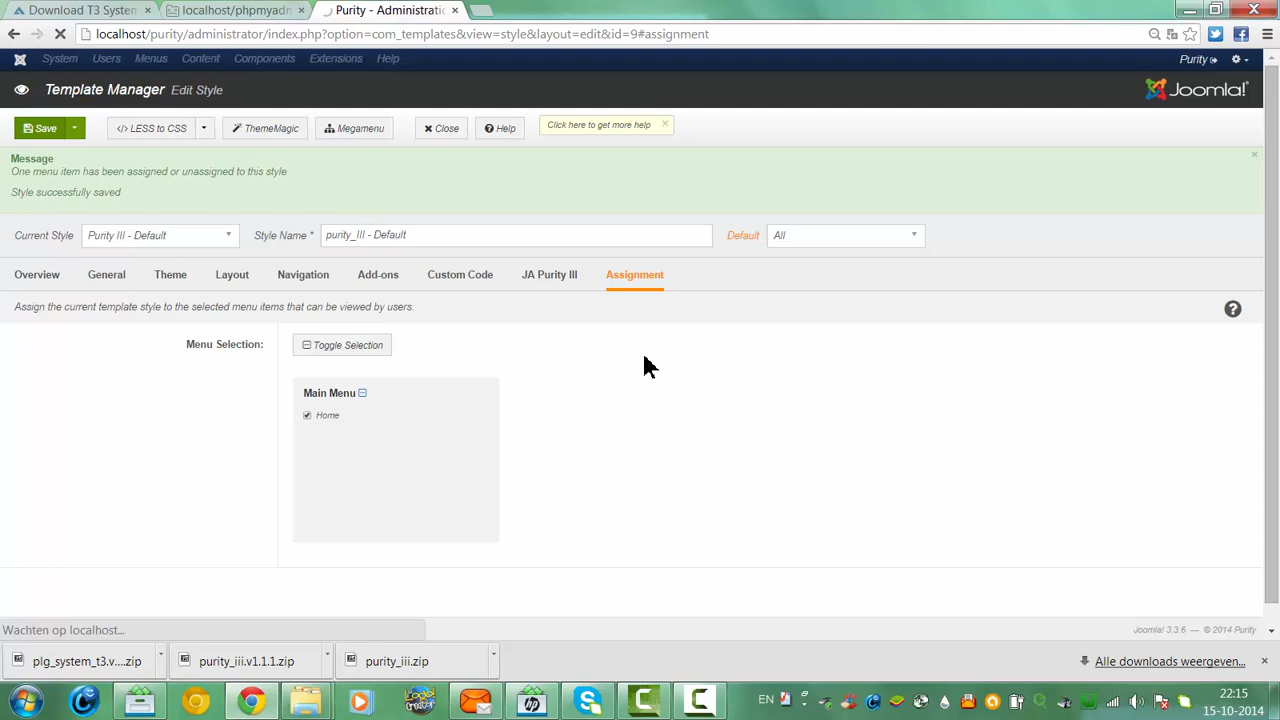 Download T3 System
localhost/phpmyadn
Purity - Administratio
localhost/purity/administrator/index.php?option=com_templates&view=style&layout=edit&id=9#assignment
System Users Menus Content Components Extensions Help
Purity
Template Manager Edit Style
Joomla!
Save
LESS to CSS
ThemeMagic
Megamenu
Close
Help
Click here to get more help
Message
One menu item has been assigned or unassigned to this style
Style successfully saved
Current Style
Purity III - Default
Style Name *
purity_III - Default
Default
All
Overview General Theme Layout Navigation Add-ons Custom Code JA Purity III Assignment
Assign the current template style to the selected menu items that can be viewed by users.
Menu Selection:
Toggle Selection
Main Menu
Home
Wachten op localhost...
Joomla! 3.3.6 — © 2014 Purity
plg_system_t3.v....zip
purity_iii.v1.1.1.zip
purity_iii.zip
Alle downloads weergeven...
EN
22:15
15-10-2014